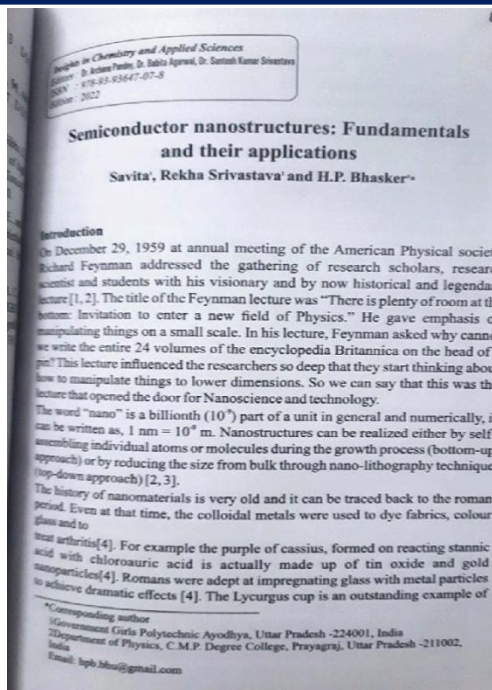 Insights in Chemistry and Applied Sciences
Editors : Dr. Archana Pandey, Dr. Babita Agarwal, Dr. Santosh Kumar Srivastava
ISBN : 978-93-93647-07-8
Edition : 2022
Semiconductor nanostructures: Fundamentals
and their applications
Savita¹, Rekha Srivastava¹ and H.P. Bhasker²*
Introduction
On December 29, 1959 at annual meeting of the American Physical societ
Richard Feynman addressed the gathering of research scholars, researc
scientist and students with his visionary and by now historical and legenda
lecture [1, 2]. The title of the Feynman lecture was “There is plenty of room at th
bottom: Invitation to enter a new field of Physics.” He gave emphasis o
manipulating things on a small scale. In his lecture, Feynman asked why canno
we write the entire 24 volumes of the encyclopedia Britannica on the head of
pin? This lecture influenced the researchers so deep that they start thinking abou
how to manipulate things to lower dimensions. So we can say that this was th
lecture that opened the door for Nanoscience and technology.
The word “nano” is a billionth (10⁻⁹) part of a unit in general and numerically, i
can be written as, 1 nm = 10⁻⁹ m. Nanostructures can be realized either by self
assembling individual atoms or molecules during the growth process (bottom-up
approach) or by reducing the size from bulk through nano-lithography technique
(top-down approach) [2, 3].
The history of nanomaterials is very old and it can be traced back to the roman
period. Even at that time, the colloidal metals were used to dye fabrics, colour
glass and to
treat arthritis[4]. For example the purple of cassius, formed on reacting stannic
acid with chloroauric acid is actually made up of tin oxide and gold
nanoparticles[4]. Romans were adept at impregnating glass with metal particles
to achieve dramatic effects [4]. The Lycurgus cup is an outstanding example of
*Corresponding author
1Government Girls Polytechnic Ayodhya, Uttar Pradesh -224001, India
2Department of Physics, C.M.P. Degree College, Prayagraj, Uttar Pradesh -211002,
India
Email: hpb.bhu@gmail.com